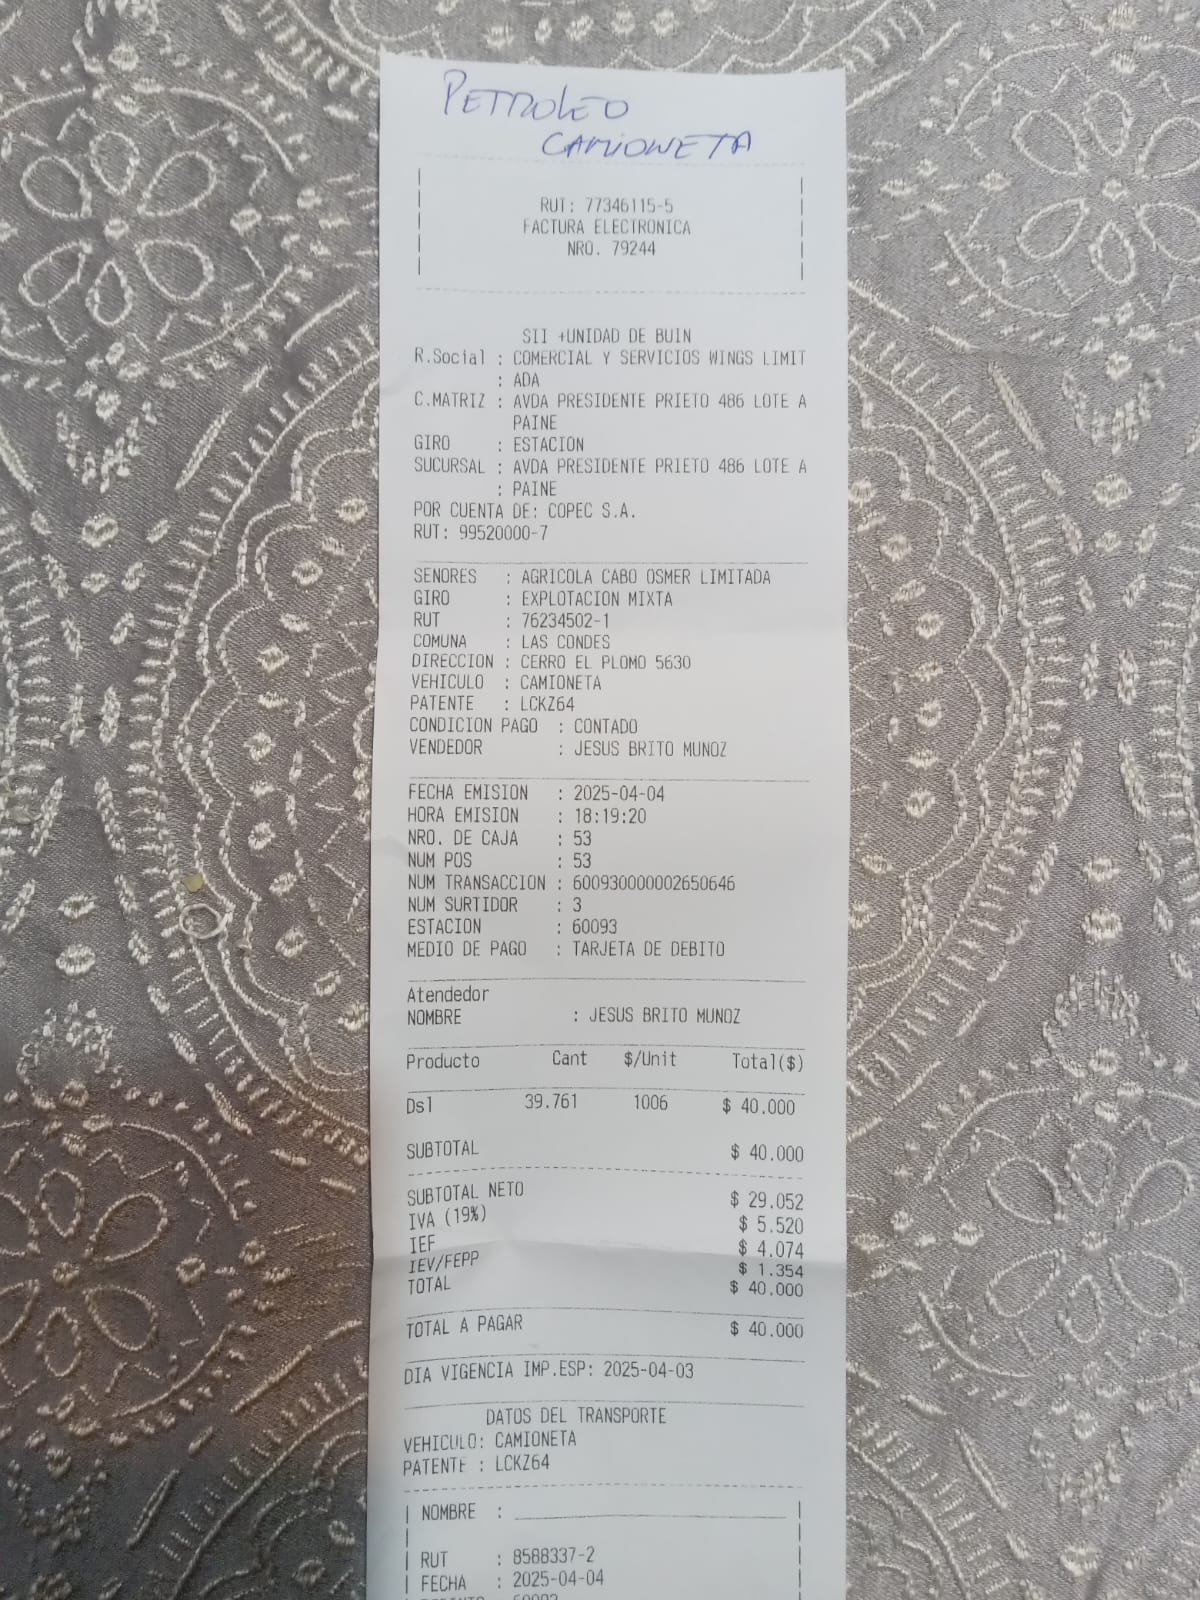 PETROLEO
CAMIONETA
RUT: 77346115-5
FACTURA ELECTRONICA
NRO. 79244
SII +UNIDAD DE BUIN
R.Social : COMERCIAL Y SERVICIOS WINGS LIMIT
: ADA
C.MATRIZ : AVDA PRESIDENTE PRIETO 486 LOTE A
PAINE
GIRO : ESTACION
SUCURSAL : AVDA PRESIDENTE PRIETO 486 LOTE A
: PAINE
POR CUENTA DE: COPEC S.A.
RUT: 99520000-7
SENORES : AGRICOLA CABO OSMER LIMITADA
GIRO : EXPLOTACION MIXTA
RUT : 76234502-1
COMUNA : LAS CONDES
DIRECCION : CERRO EL PLOMO 5630
VEHICULO : CAMIONETA
PATENTE : LCKZ64
CONDICION PAGO : CONTADO
VENDEDOR : JESUS BRITO MUNOZ
FECHA EMISION : 2025-04-04
HORA EMISION : 18:19:20
NRO. DE CAJA : 53
NUM POS : 53
NUM TRANSACCION : 600930000002650646
NUM SURTIDOR : 3
ESTACION : 60093
MEDIO DE PAGO : TARJETA DE DEBITO
Atendedor
NOMBRE : JESUS BRITO MUNOZ
Producto Cant $/Unit Total($)
Dsl 39.761 1006 $ 40.000
SUBTOTAL $ 40.000
SUBTOTAL NETO $ 29.052
IVA (19%) $ 5.520
IEF $ 4.074
IEV/FEPP $ 1.354
TOTAL $ 40.000
TOTAL A PAGAR $ 40.000
DIA VIGENCIA IMP.ESP: 2025-04-03
DATOS DEL TRANSPORTE
VEHICULO: CAMIONETA
PATENTE : LCKZ64
NOMBRE :
RUT : 8588337-2
FECHA : 2025-04-04